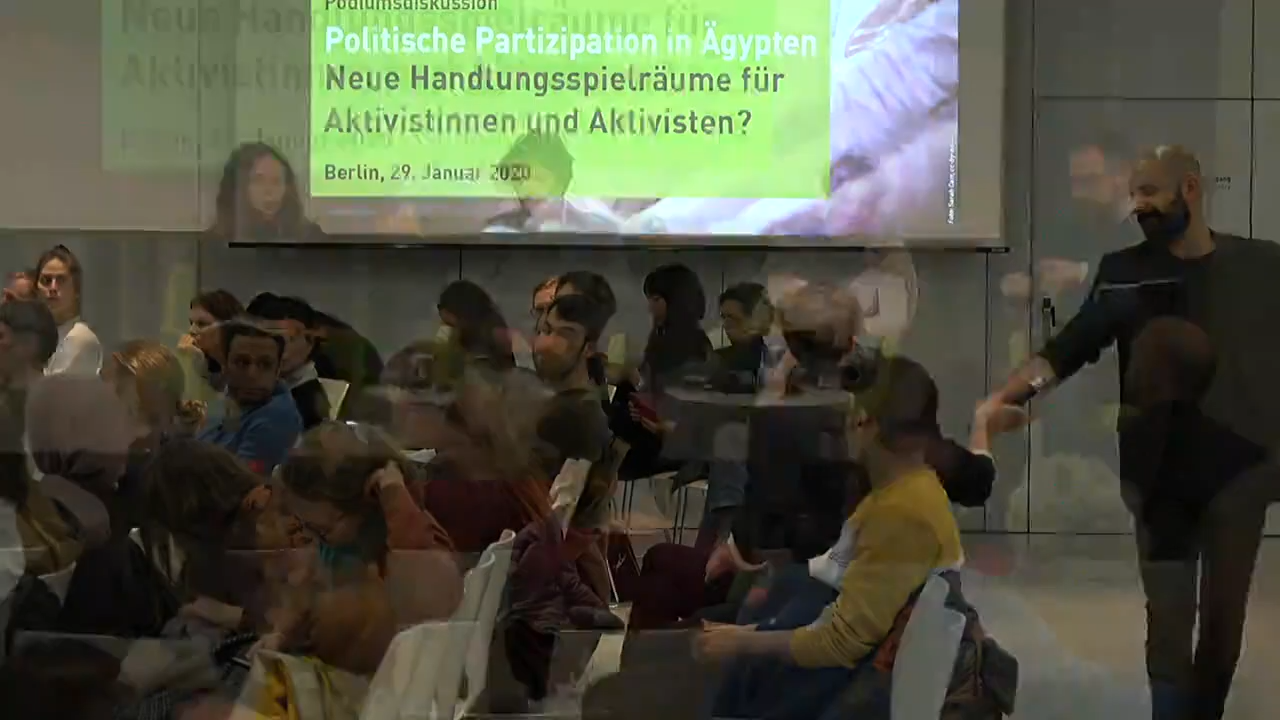 Podiumsdiskussion
Politische Partizipation in Ägypten
Neue Handlungsspielräume für
Aktivistinnen und Aktivisten?
Berlin, 29. Januar 2020